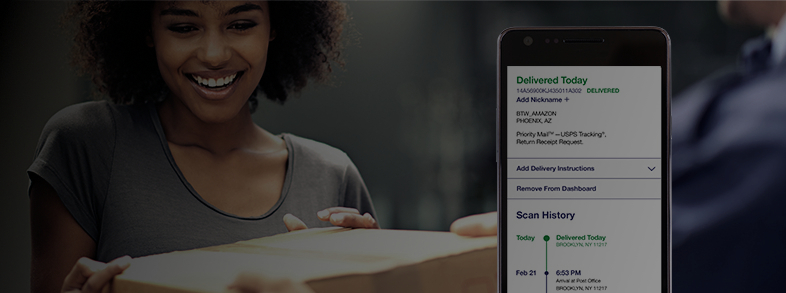 Delivered Today
14A56900KJ435011A302 DELIVERED
Add Nickname +
BTW_AMAZON
PHOENIX, AZ
Priority Mail™ — USPS Tracking®,
Return Receipt Request.
Add Delivery Instructions
Remove From Dashboard
Scan History
Today Delivered Today
BROOKLYN, NY 11217
Feb 21 6:53 PM
Arrival at Post Office
BROOKLYN, NY 11217